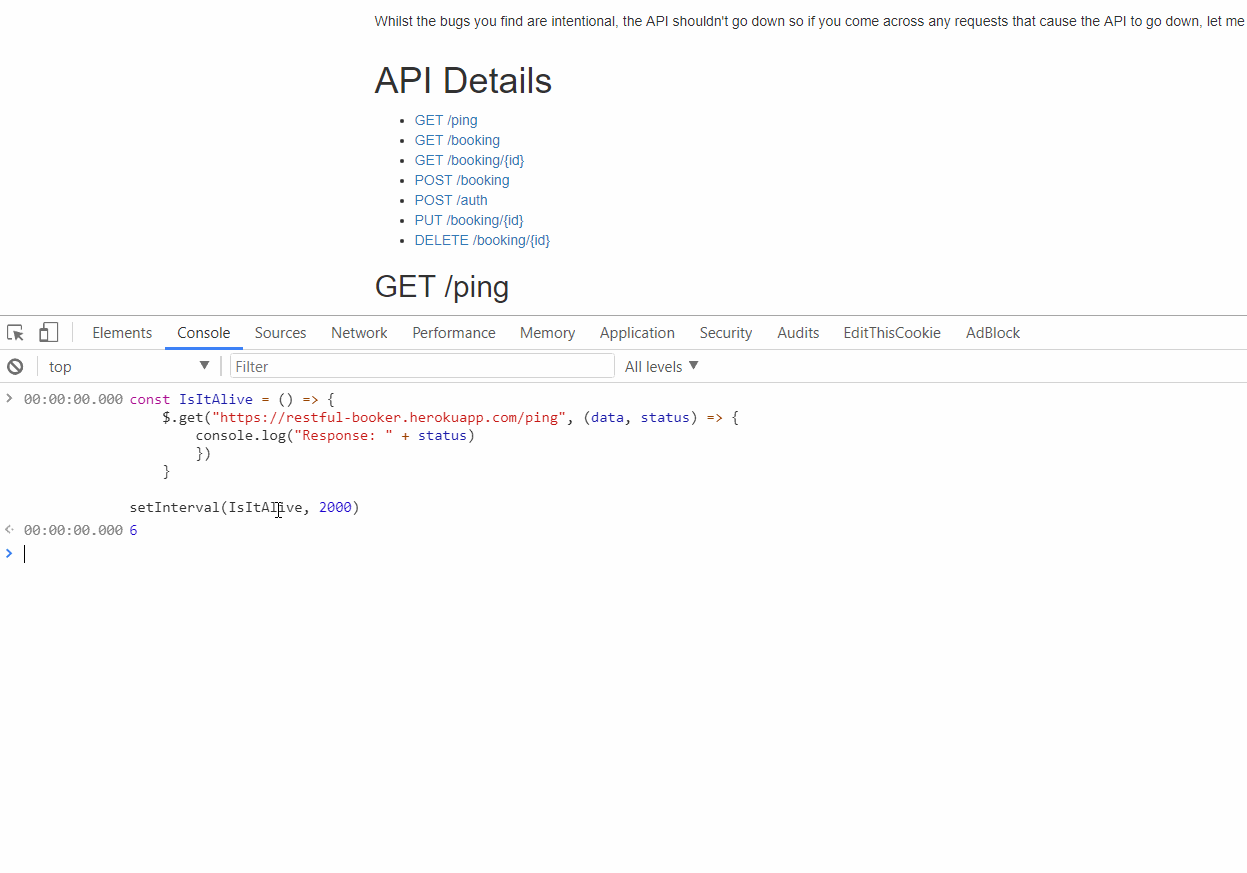 Whilst the bugs you find are intentional, the API shouldn't go down so if you come across any requests that cause the API to go down, let me
API Details
GET /ping
GET /booking
GET /booking/{id}
POST /booking
POST /auth
PUT /booking/{id}
DELETE /booking/{id}
GET /ping
Elements Console Sources Network Performance Memory Application Security Audits EditThisCookie AdBlock
top Filter All levels
00:00:00.000 const IsItAlive = () => {
$.get("https://restful-booker.herokuapp.com/ping", (data, status) => {
console.log("Response: " + status)
})
}
setInterval(IsItAlive, 2000)
00:00:00.000 6